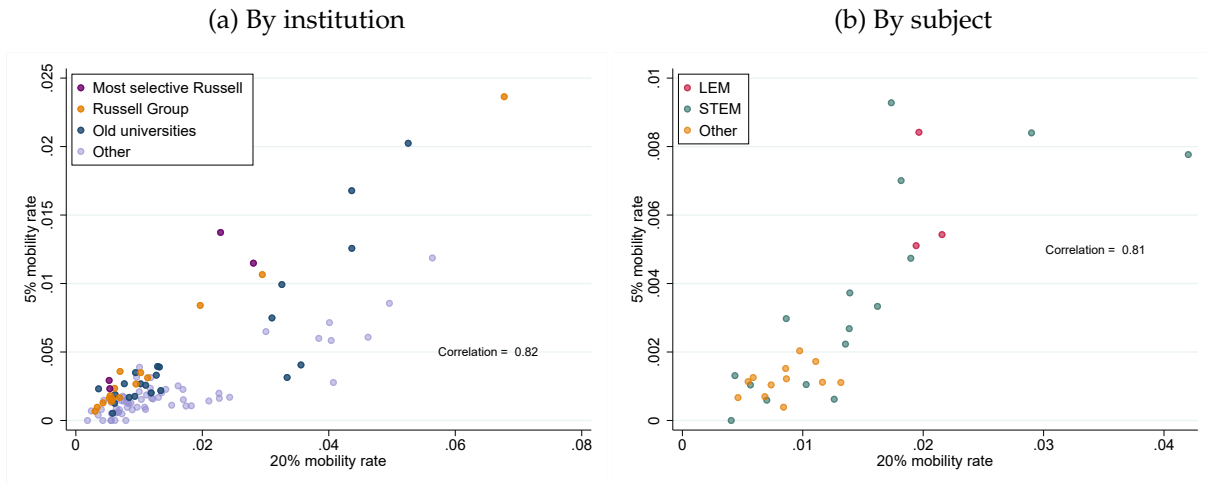 (a) By institution
(b) By subject
.025
.02
.015
.01
.005
0
5% mobility rate
Most selective Russell
Russell Group
Old universities
Other
Correlation = 0.82
0
.02
.04
.06
.08
20% mobility rate
.01
.008
.006
.004
.002
0
5% mobility rate
LEM
STEM
Other
Correlation = 0.81
0
.01
.02
.03
.04
20% mobility rate